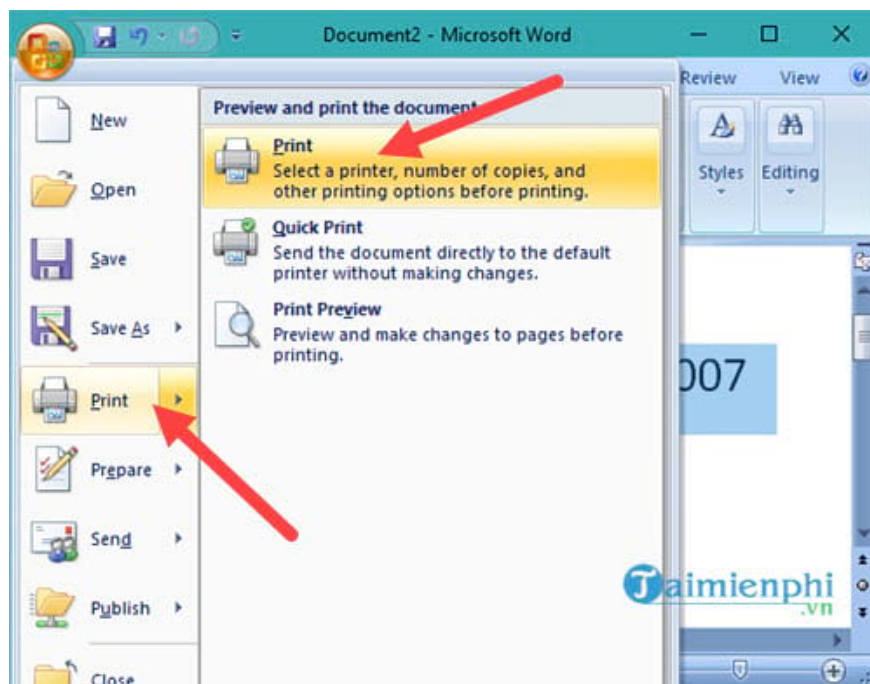 Document2 - Microsoft Word
Review View
New
Open
Save
Save As
Print
Prepare
Send
Publish
Close
Preview and print the document
Print
Select a printer, number of copies, and
other printing options before printing.
Quick Print
Send the document directly to the default
printer without making changes.
Print Preview
Preview and make changes to pages before
printing.
Styles Editing
007
Taimienphi
.vn